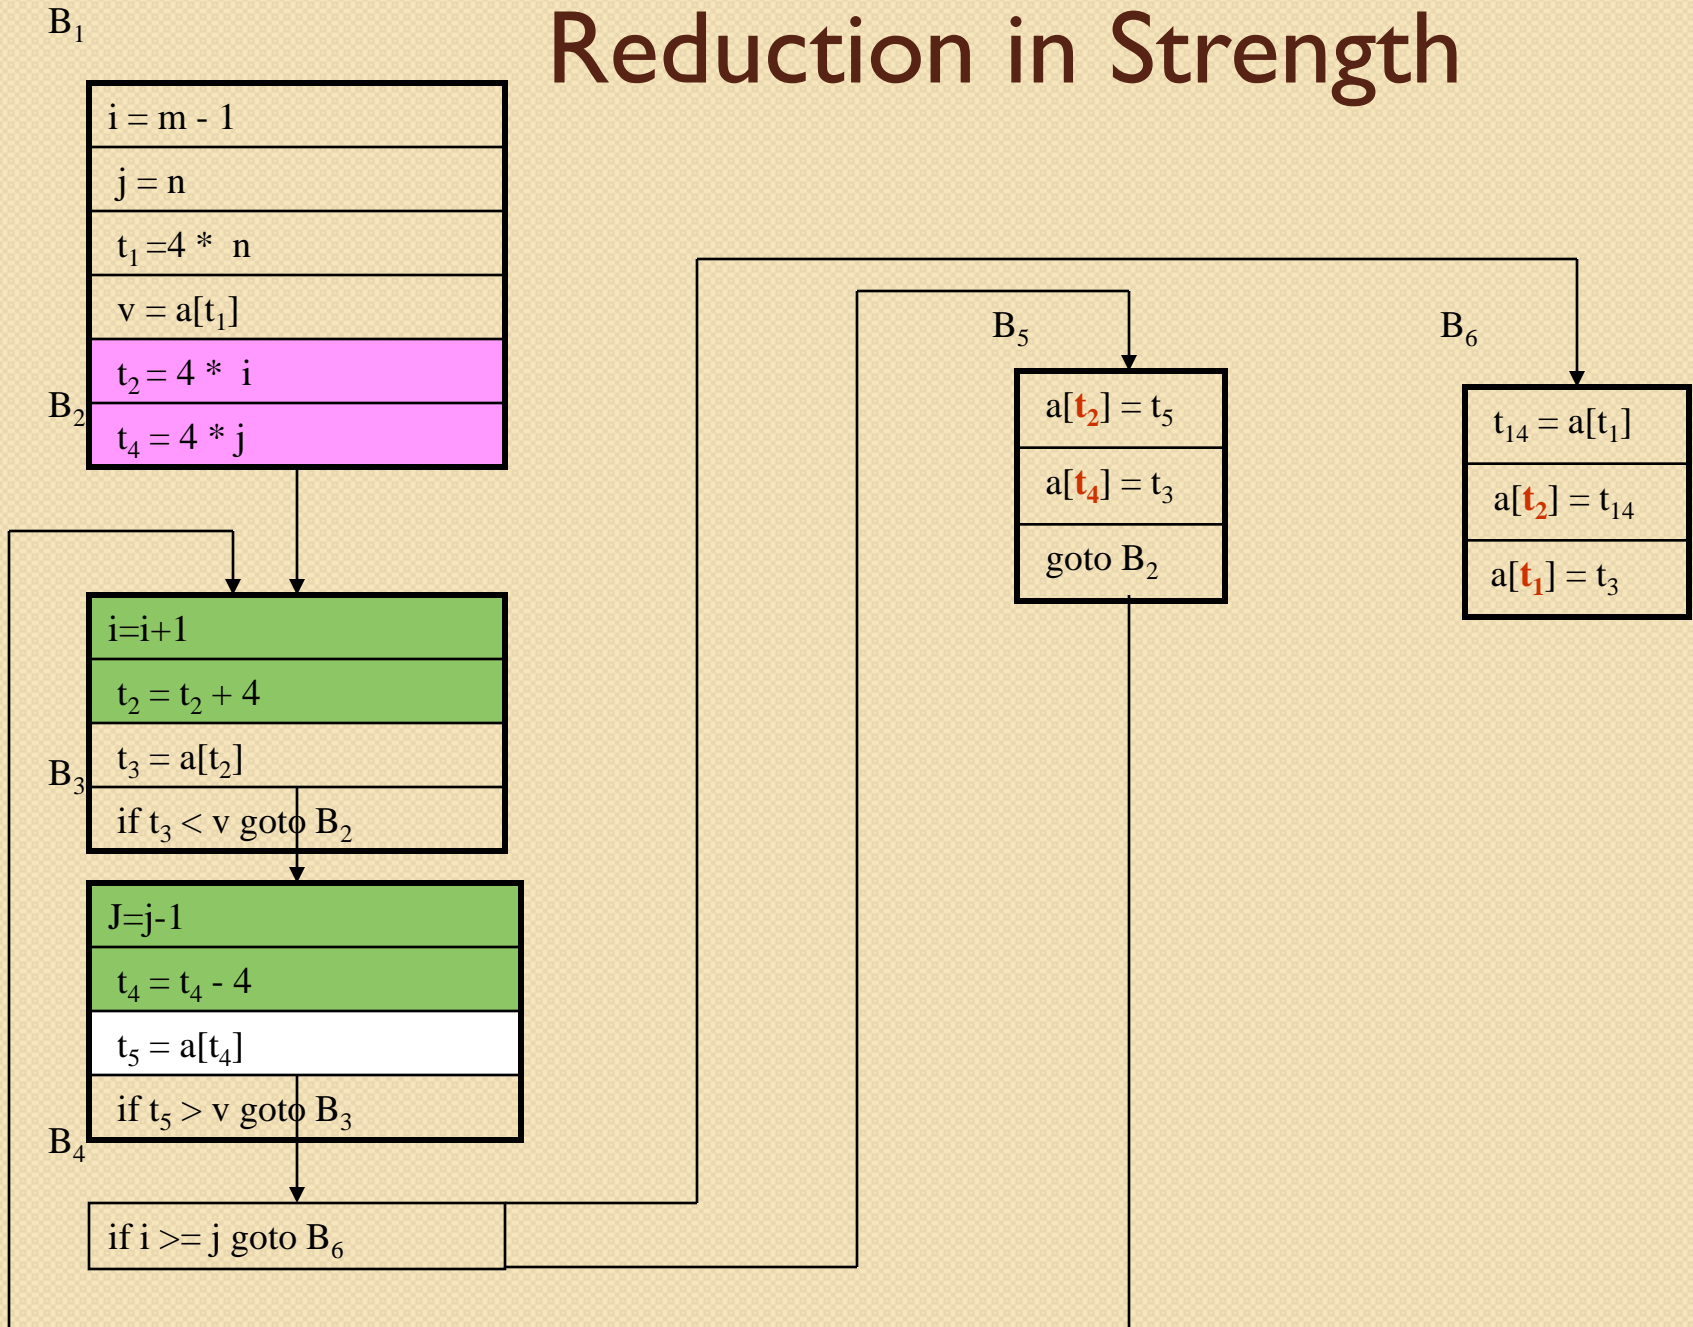 Reduction in Strength
B₁
i = m - 1
j = n
t₁ =4 * n
v = a[t₁]
t₂ = 4 * i
t₄ = 4 * j
B₂
i=i+1
t₂ = t₂ + 4
t₃ = a[t₂]
if t₃ < v goto B₂
B₃
J=j-1
t₄ = t₄ - 4
t₅ = a[t₄]
if t₅ > v goto B₃
B₄
if i >= j goto B₆
B₅
a[t₂] = t₅
a[t₄] = t₃
goto B₂
B₆
t₁₄ = a[t₁]
a[t₂] = t₁₄
a[t₁] = t₃